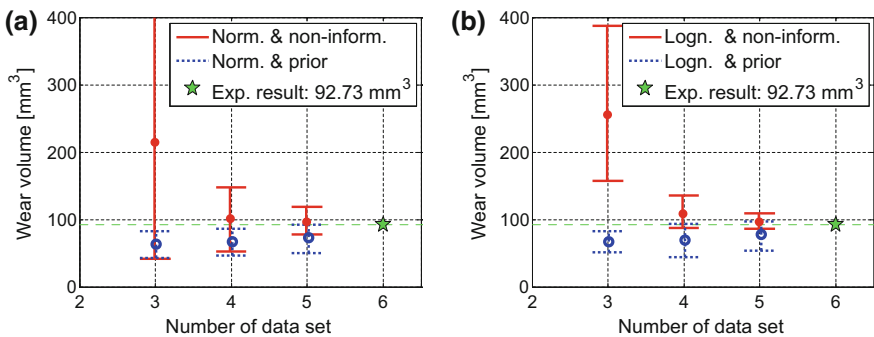 (a)
400
300
200
100
0
Wear volume [mm³]
Norm. & non-inform.
Norm. & prior
Exp. result: 92.73 mm³
2 3 4 5 6
Number of data set
(b)
400
300
200
100
0
Wear volume [mm³]
Logn. & non-inform.
Logn. & prior
Exp. result: 92.73 mm³
2 3 4 5 6
Number of data set